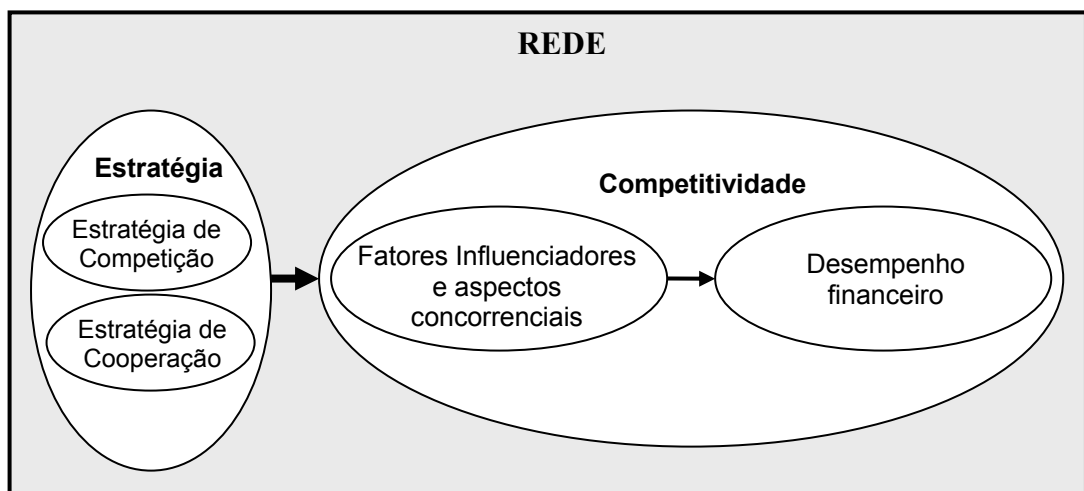 REDE
Estratégia
Estratégia de
Competição
Estratégia de
Cooperação
Competitividade
Fatores Influenciadores
e aspectos
concorrenciais
Desempenho
financeiro